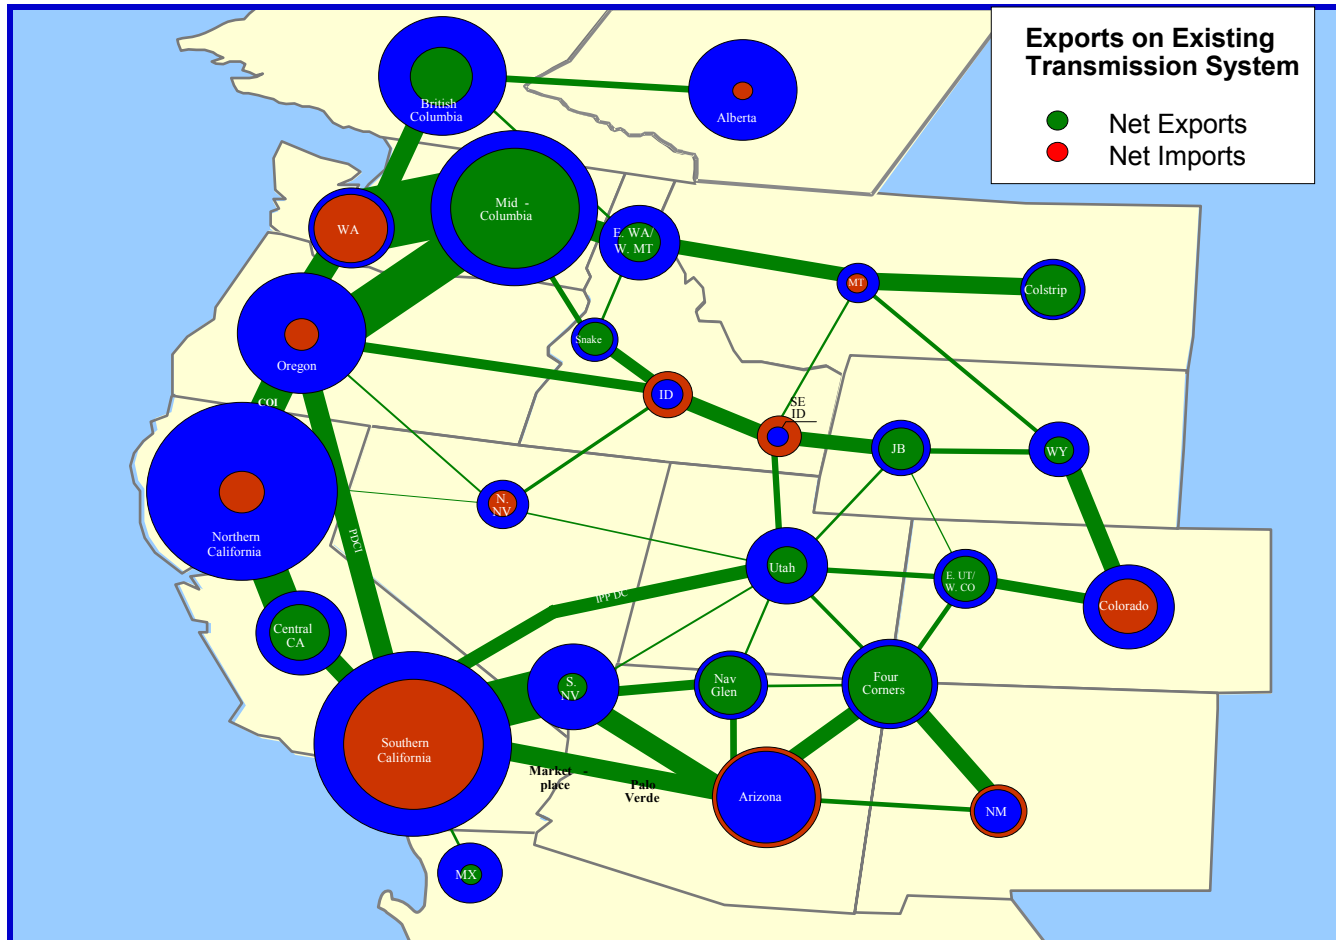 Exports on Existing
Transmission System
Net Exports
Net Imports
British
Columbia
Alberta
Mid -
Columbia
WA
E. WA/
W. MT
MT
Colstrip
Snake
Oregon
ID
SE
ID
COI
JB
WY
N.
NV
Northern
California
PDCI
Utah
E. UT/
W. CO
Colorado
IPP DC
Central
CA
S.
NV
Nav
Glen
Four
Corners
Southern
California
Market -
place
Palo
Verde
Arizona
NM
MX